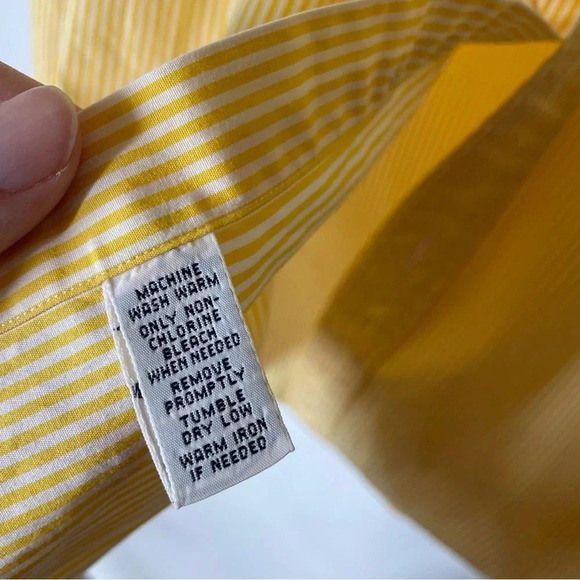 MACHINE
WASH WARM
ONLY NON-
CHLORINE
BLEACH
WHEN NEEDED
REMOVE
PROMPTLY
TUMBLE
DRY LOW
WARM IRON
IF NEEDED